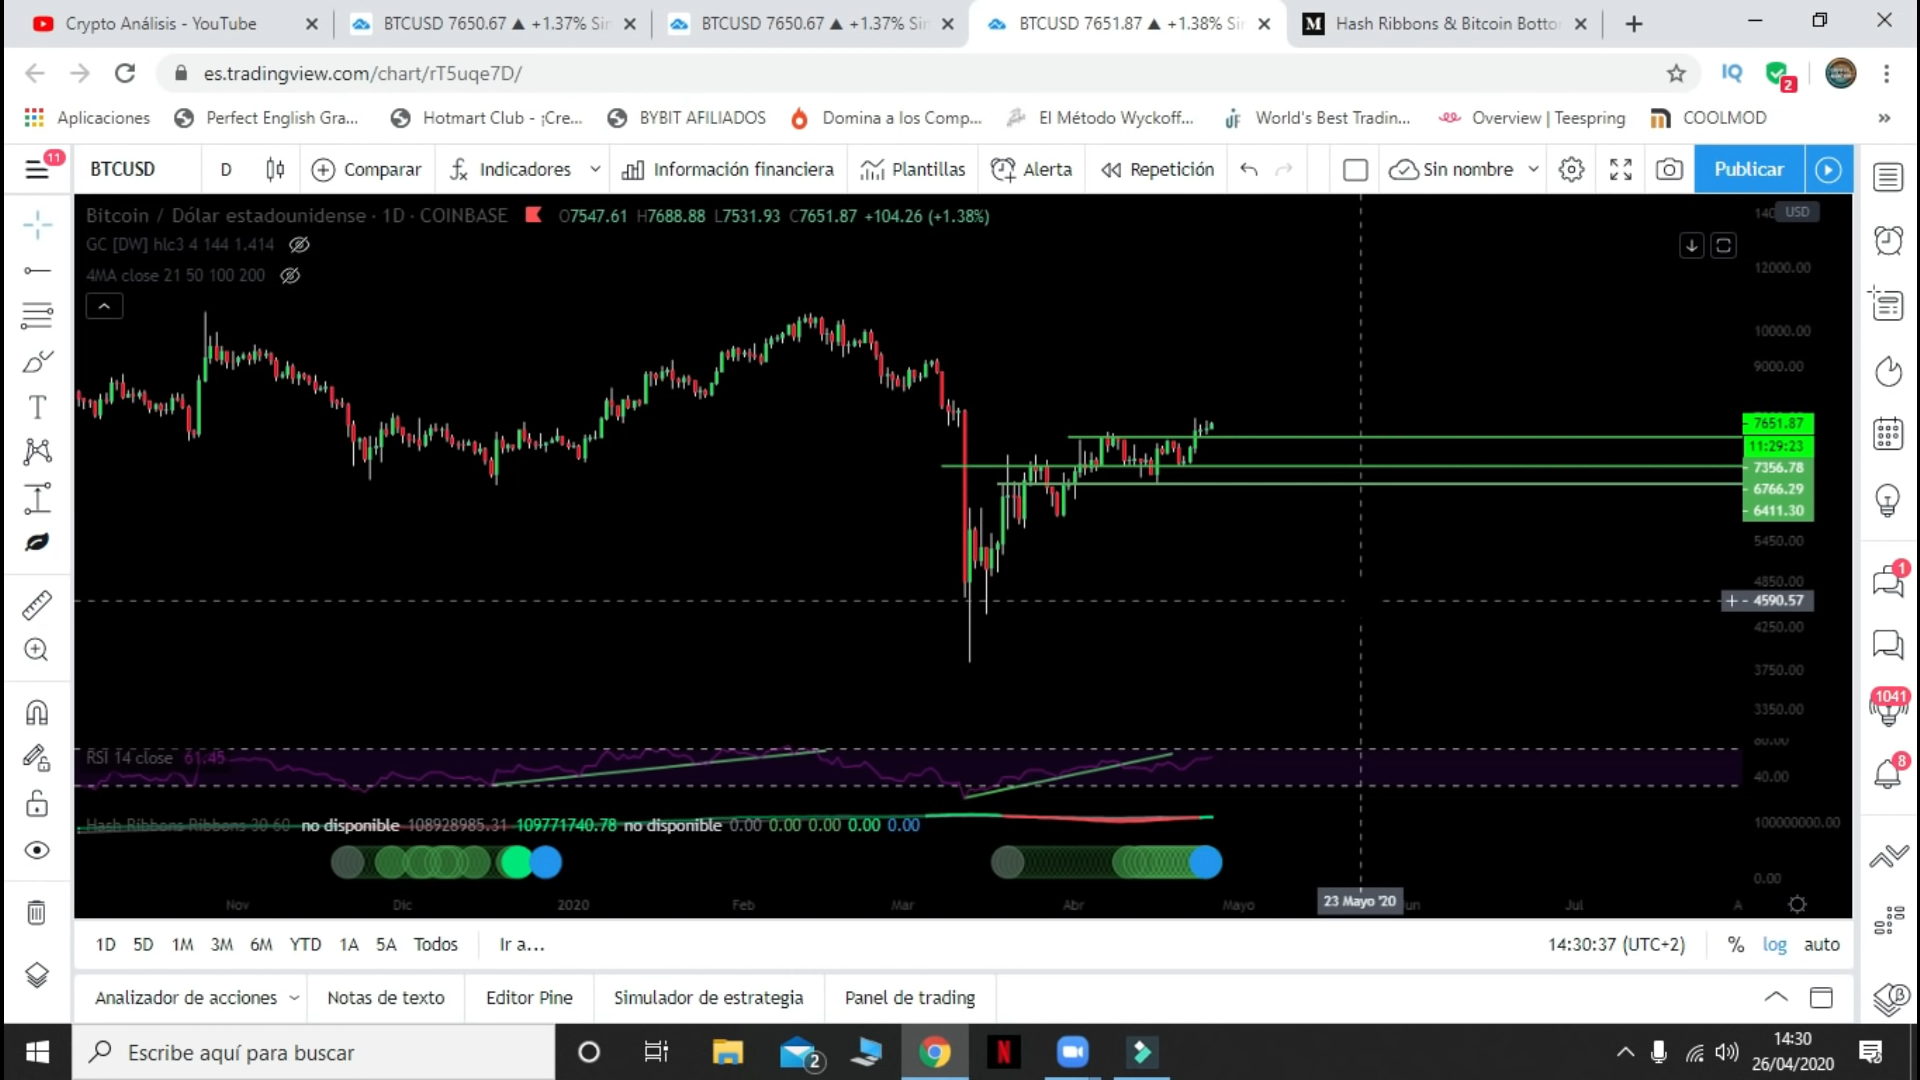 Crypto Análisis - YouTube
BTCUSD 7650.67 ▲ +1.37% Sin
BTCUSD 7650.67 ▲ +1.37% Sin
BTCUSD 7651.87 ▲ +1.38% Sin
M Hash Ribbons & Bitcoin Botto
es.tradingview.com/chart/rT5uqe7D/
IQ
2
Aplicaciones
Perfect English Gra...
Hotmart Club - ¡Cre...
BYBIT AFILIADOS
Domina a los Comp...
El Método Wyckoff...
World's Best Tradin...
Overview | Teespring
COOLMOD
»
11
BTCUSD
D
Comparar
Indicadores
Información financiera
Plantillas
Alerta
Repetición
Sin nombre
Publicar
Bitcoin / Dólar estadounidense · 1D · COINBASE O7547.61 H7688.88 L7531.93 C7651.87 +104.26 (+1.38%)
GC [DW] hlc3 4 144 1.414
4MA close 21 50 100 200
USD
12000.00
10000.00
9000.00
7651.87
11:29:23
7356.78
6766.29
6411.30
5450.00
4850.00
4590.57
4250.00
3750.00
3350.00
RSI 14 close 61.45
80.00
40.00
Hash Ribbons Ribbons 30 60 no disponible 108928985.31 109771740.78 no disponible 0.00 0.00 0.00 0.00 0.00
100000000.00
0.00
Nov
Dic
2020
Feb
Mar
Abr
Mayo
23 Mayo '20
Jun
Jul
A
1
1041
8
1D 5D 1M 3M 6M YTD 1A 5A Todos
Ir a...
14:30:37 (UTC+2)
% log auto
Analizador de acciones
Notas de texto
Editor Pine
Simulador de estrategia
Panel de trading
Escribe aquí para buscar
2
N
14:30
26/04/2020